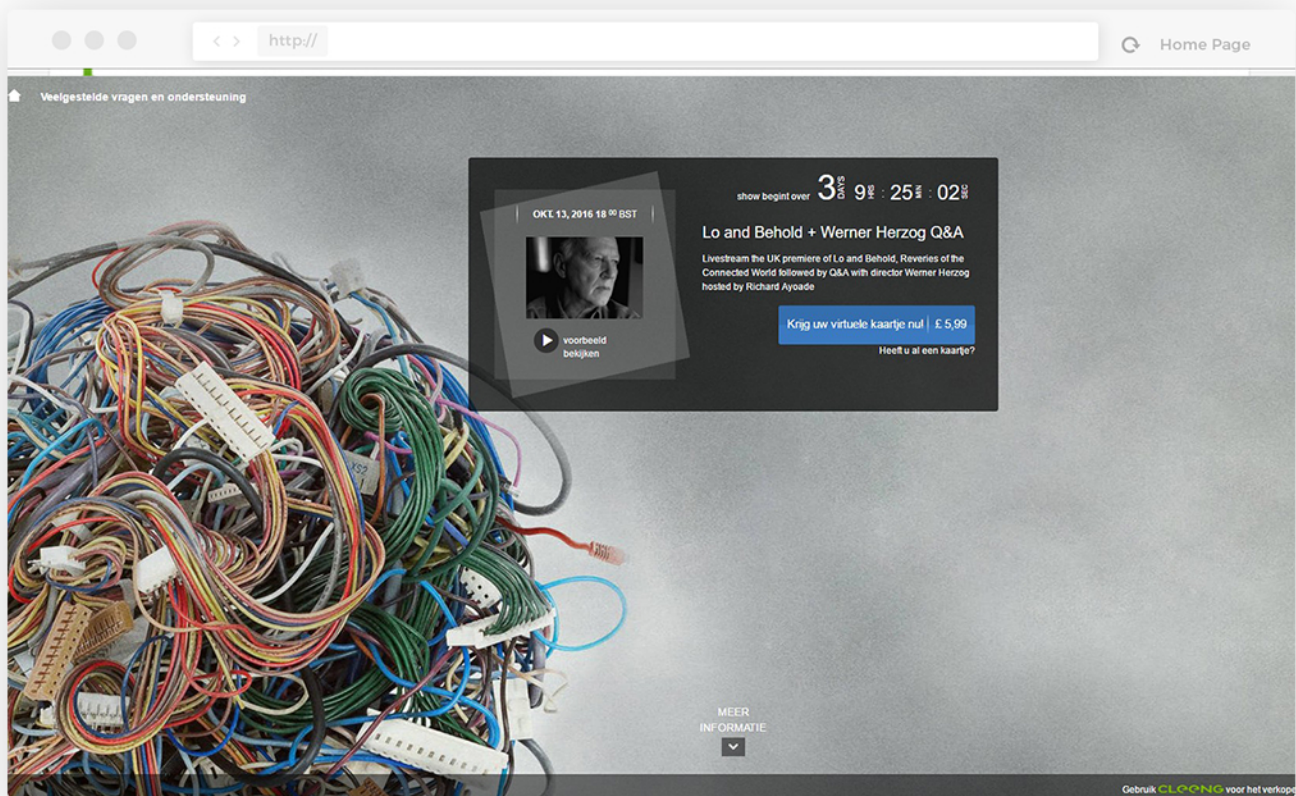 http://
Home Page
Veelgestelde vragen en ondersteuning
show begint over 3 DAYS 9 HRS : 25 MN : 02 SEC
OKT. 13, 2016 18 00 BST
Lo and Behold + Werner Herzog Q&A
Livestream the UK premiere of Lo and Behold, Reveries of the
Connected World followed by Q&A with director Werner Herzog
hosted by Richard Ayoade
Krijg uw virtuele kaartje nu! £ 5,99
Heeft u al een kaartje?
voorbeeld
bekijken
XS2
MEER
INFORMATIE
Gebruik CLEENG voor het verkope